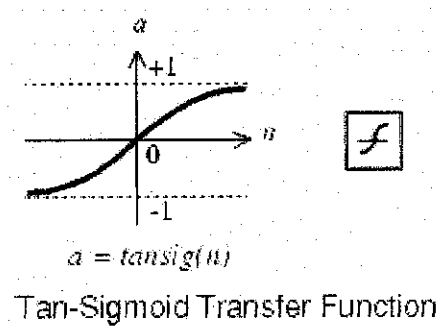 a
+1
n
0
-1
a = tansig(n)
Tan-Sigmoid Transfer Function